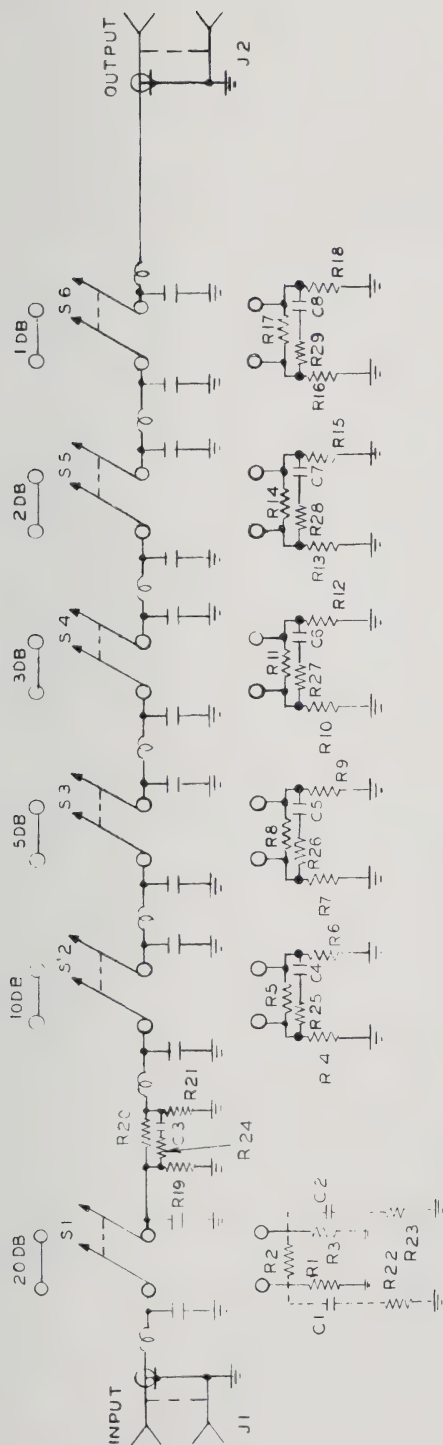 INPUT
J1
20DB
S1
C1
R2
R1
R22
R3
C2
R23
R20
R19
C3
R21
R24
10DB
S'2
R4
R5
R25
C4
R6
5DB
S3
R7
R8
R26
C5
R9
3DB
S4
R10
R11
R27
C6
R12
2DB
S5
R13
R14
R28
C7
R15
1DB
S6
R16
R17
R29
C8
R18
OUTPUT
J2